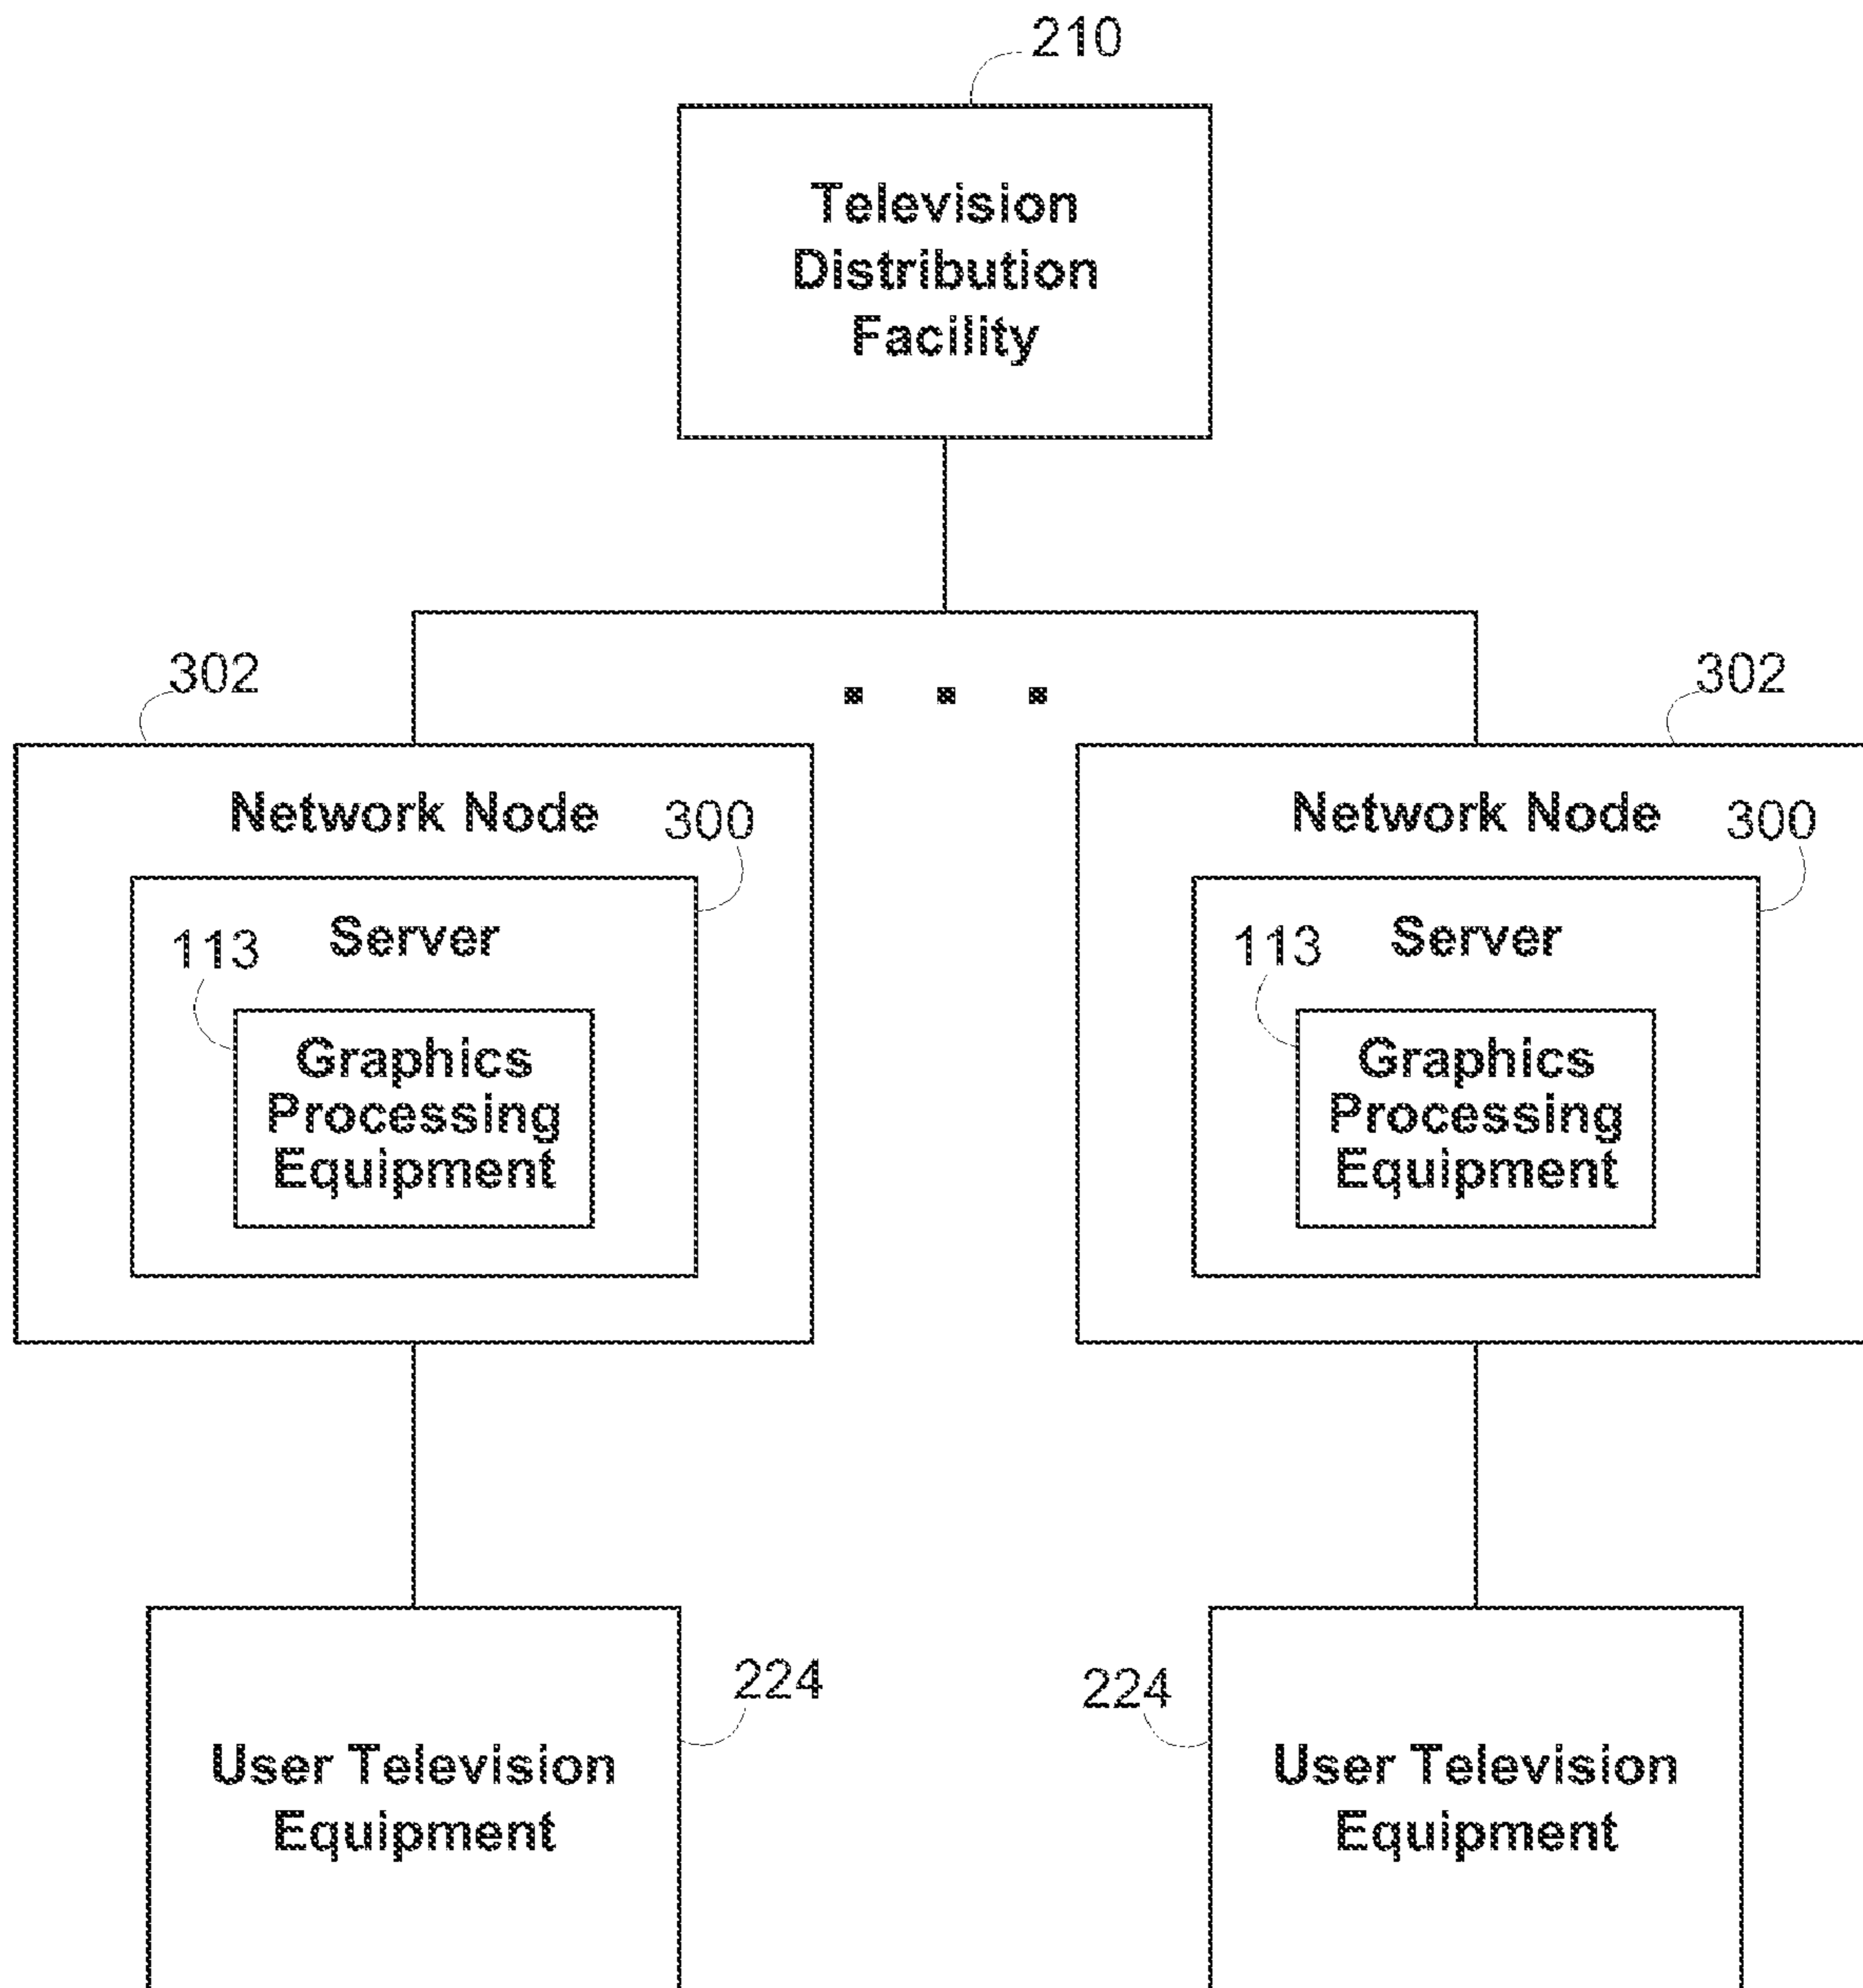 210
Television
Distribution
Facility
302
302
. . .
Network Node
300
Server
113
Graphics
Processing
Equipment
Network Node
300
Server
113
Graphics
Processing
Equipment
224
User Television
Equipment
224
User Television
Equipment